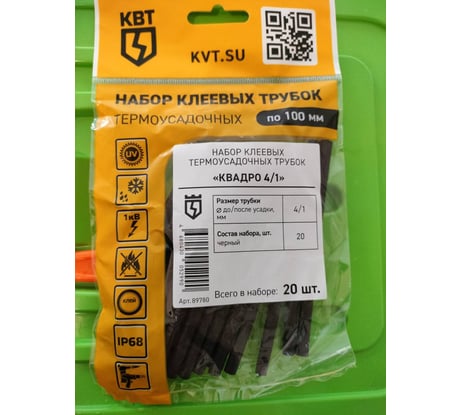 КВТ
KVT.SU
НАБОР КЛЕЕВЫХ ТРУБОК
ТЕРМОУСАДОЧНЫХ
по 100 мм
НАБОР КЛЕЕВЫХ
ТЕРМОУСАДОЧНЫХ ТРУБОК
«КВАДРО 4/1»
Размер трубки
⌀ до/после усадки,
мм
4/1
Состав набора, шт.
черный
20
Всего в наборе: 20 шт.
Арт.89780
UV
1кВ
КЛЕЙ
IP68